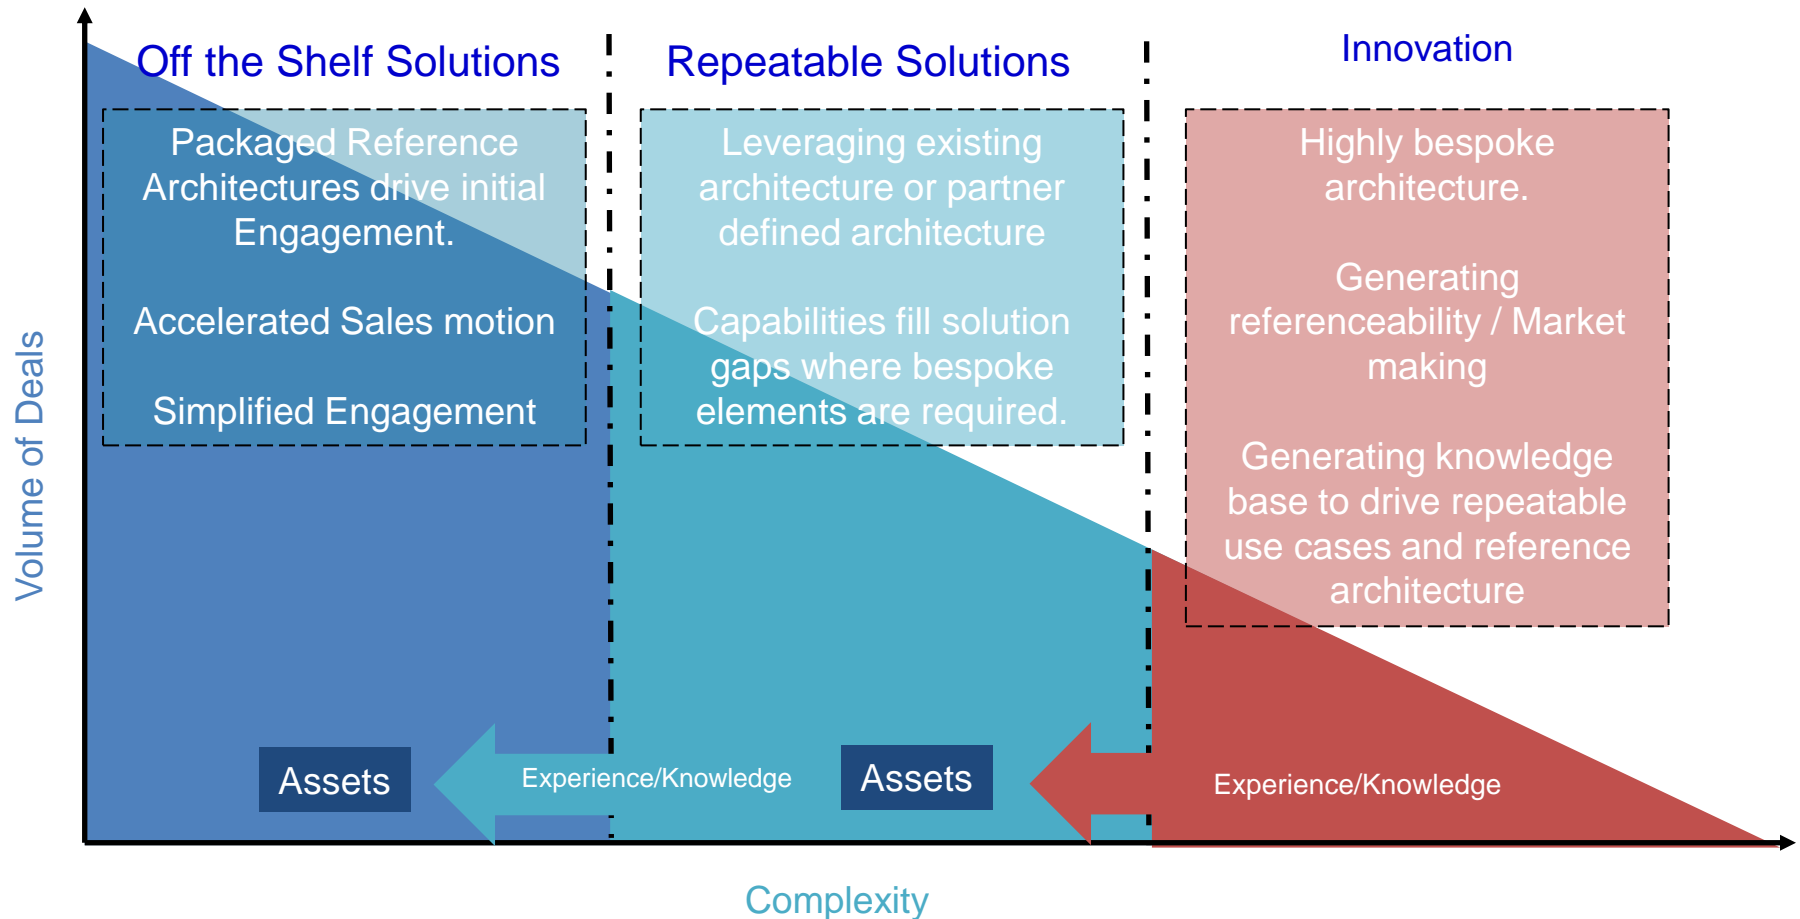 Off the Shelf Solutions
Packaged Reference
Architectures drive initial
Engagement.
Accelerated Sales motion
Simplified Engagement
Repeatable Solutions
Leveraging existing
architecture or partner
defined architecture
Capabilities fill solution
gaps where bespoke
elements are required.
Innovation
Highly bespoke
architecture.
Generating
referenceability / Market
making
Generating knowledge
base to drive repeatable
use cases and reference
architecture
Volume of Deals
Assets
Experience/Knowledge
Assets
Experience/Knowledge
Complexity